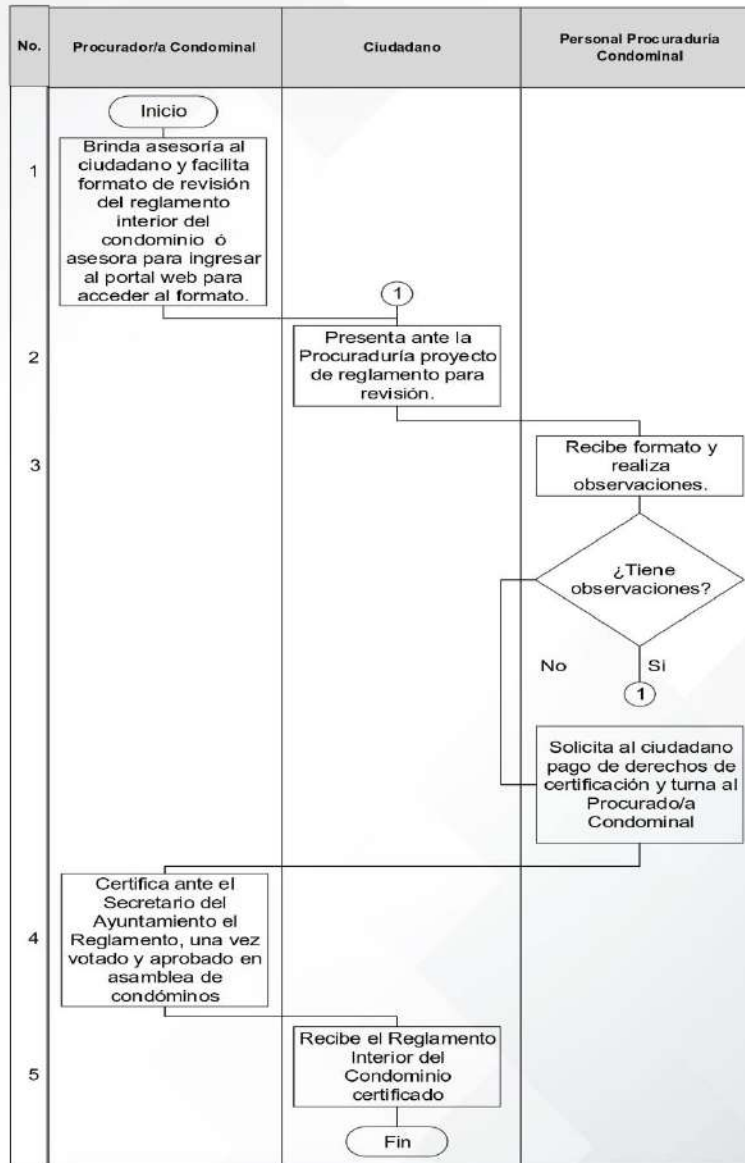 No.
Procurador/a Condominal
Ciudadano
Personal Procuraduría
Condominal
Inicio
1
Brinda asesoría al
ciudadano y facilita
formato de revisión
del reglamento
interior del
condominio ó
asesora para ingresar
al portal web para
acceder al formato.
1
2
Presenta ante la
Procuraduría proyecto
de reglamento para
revisión.
3
Recibe formato y
realiza
observaciones.
¿Tiene
observaciones?
No
Si
1
Solicita al ciudadano
pago de derechos de
certificación y turna al
Procurado/a
Condominal
4
Certifica ante el
Secretario del
Ayuntamiento el
Reglamento, una vez
votado y aprobado en
asamblea de
condóminos
5
Recibe el Reglamento
Interior del
Condominio
certificado
Fin